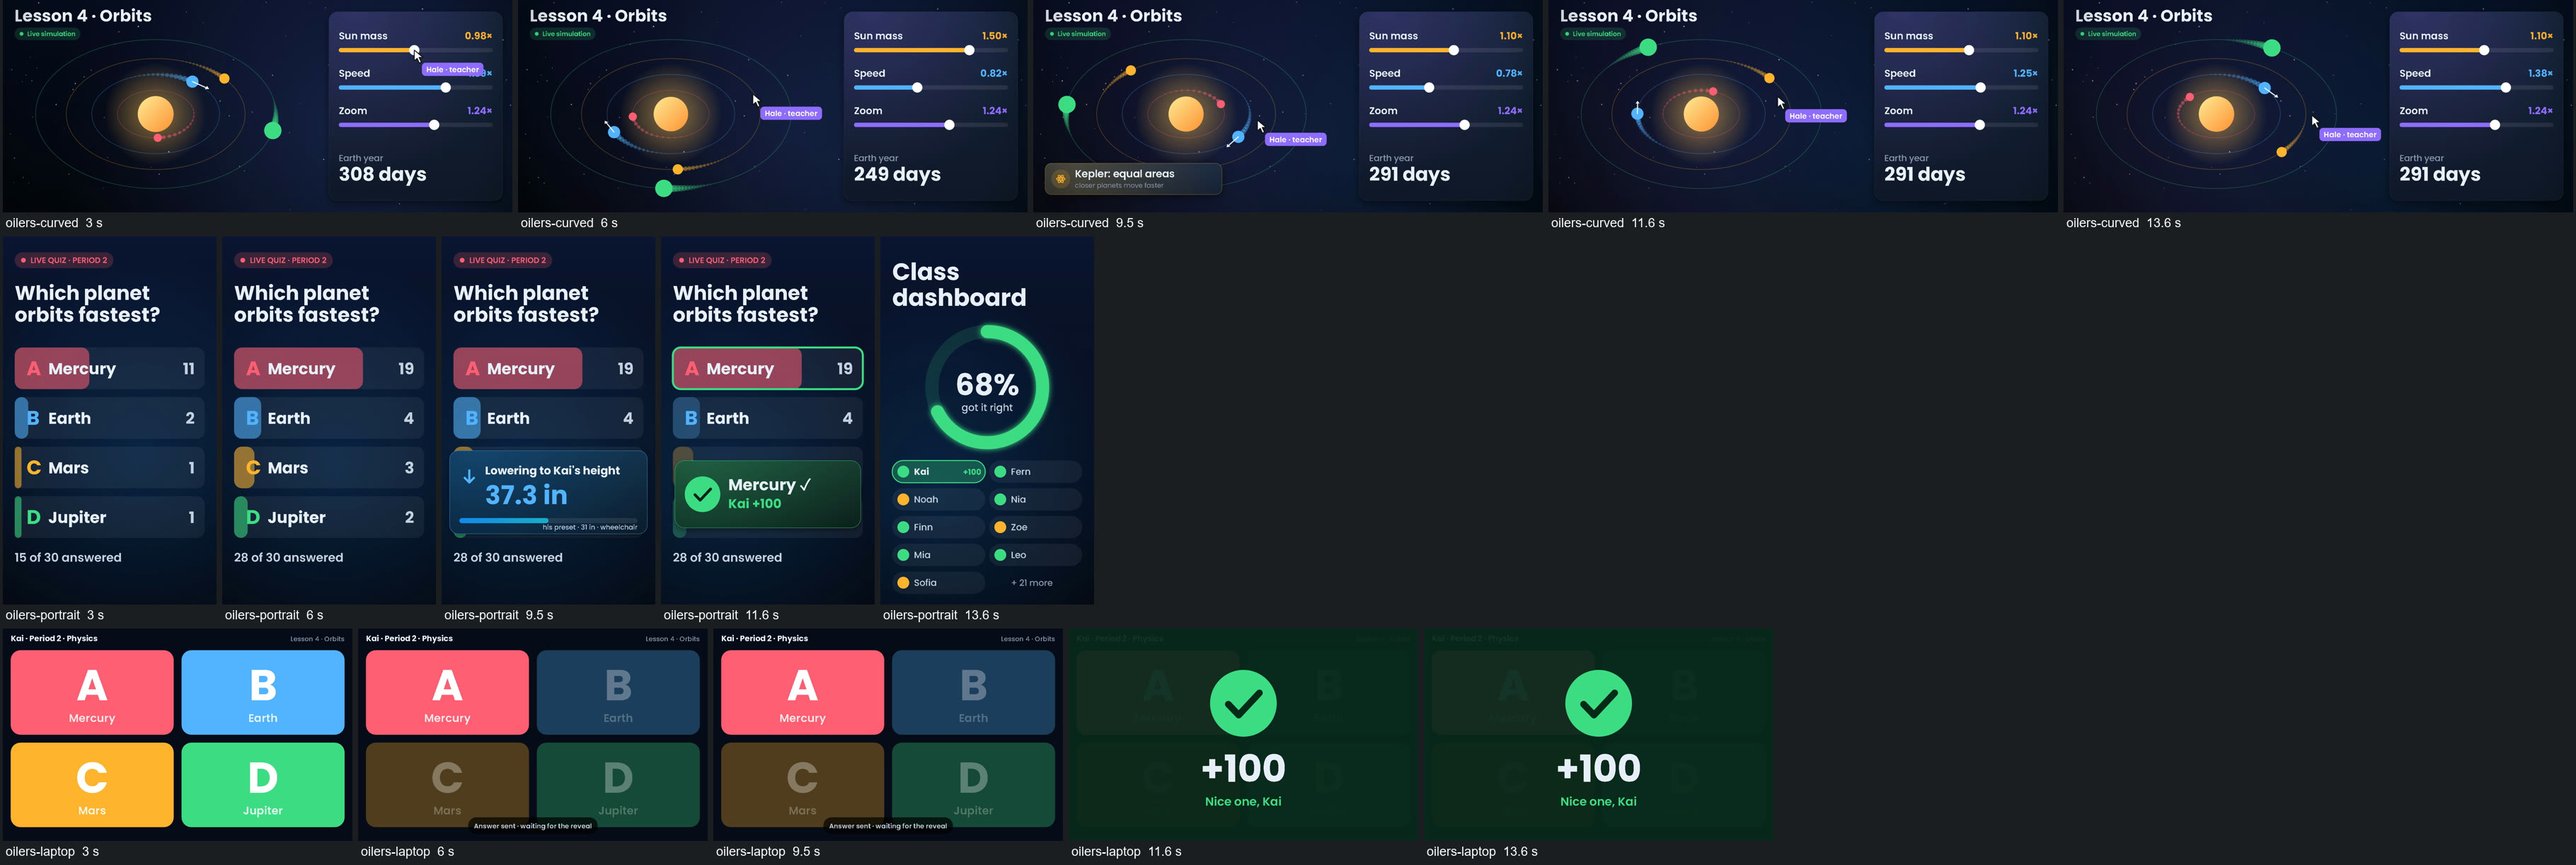 Lesson 4 · Orbits
Live simulation
Sun mass 0.98×
Hale · teacher
Speed
Zoom 1.24×
Earth year
308 days
oilers-curved 3 s
Lesson 4 · Orbits
Live simulation
Sun mass 1.50×
Speed 0.82×
Zoom 1.24×
Hale · teacher
Earth year
249 days
oilers-curved 6 s
Lesson 4 · Orbits
Live simulation
Sun mass 1.10×
Speed 0.78×
Zoom 1.24×
Hale · teacher
Kepler: equal areas
closer planets move faster
Earth year
291 days
oilers-curved 9.5 s
Lesson 4 · Orbits
Live simulation
Sun mass 1.10×
Speed 1.25×
Zoom 1.24×
Hale · teacher
Earth year
291 days
oilers-curved 11.6 s
Lesson 4 · Orbits
Live simulation
Sun mass 1.10×
Speed 1.38×
Zoom 1.24×
Hale · teacher
Earth year
291 days
oilers-curved 13.6 s
LIVE QUIZ · PERIOD 2
Which planet
orbits fastest?
A Mercury 11
B Earth 2
C Mars 1
D Jupiter 1
15 of 30 answered
oilers-portrait 3 s
LIVE QUIZ · PERIOD 2
Which planet
orbits fastest?
A Mercury 19
B Earth 4
C Mars 3
D Jupiter 2
28 of 30 answered
oilers-portrait 6 s
LIVE QUIZ · PERIOD 2
Which planet
orbits fastest?
A Mercury 19
B Earth 4
Lowering to Kai's height
37.3 in
his preset · 31 in · wheelchair
28 of 30 answered
oilers-portrait 9.5 s
LIVE QUIZ · PERIOD 2
Which planet
orbits fastest?
A Mercury 19
B Earth 4
Mercury ✓
Kai +100
28 of 30 answered
oilers-portrait 11.6 s
Class
dashboard
68%
got it right
Kai +100 Fern
Noah Nia
Finn Zoe
Mia Leo
Sofia + 21 more
oilers-portrait 13.6 s
Kai · Period 2 · Physics Lesson 4 · Orbits
A B
Mercury Earth
C D
Mars Jupiter
oilers-laptop 3 s
Kai · Period 2 · Physics Lesson 4 · Orbits
A B
Mercury Earth
C D
Mars Jupiter
Answer sent · waiting for the reveal
oilers-laptop 6 s
Kai · Period 2 · Physics Lesson 4 · Orbits
A B
Mercury Earth
C D
Mars Jupiter
Answer sent · waiting for the reveal
oilers-laptop 9.5 s
Kai · Period 2 · Physics
A B
C D
+100
Nice one, Kai
oilers-laptop 11.6 s
Kai · Period 2 · Physics
A B
C D
+100
Nice one, Kai
oilers-laptop 13.6 s